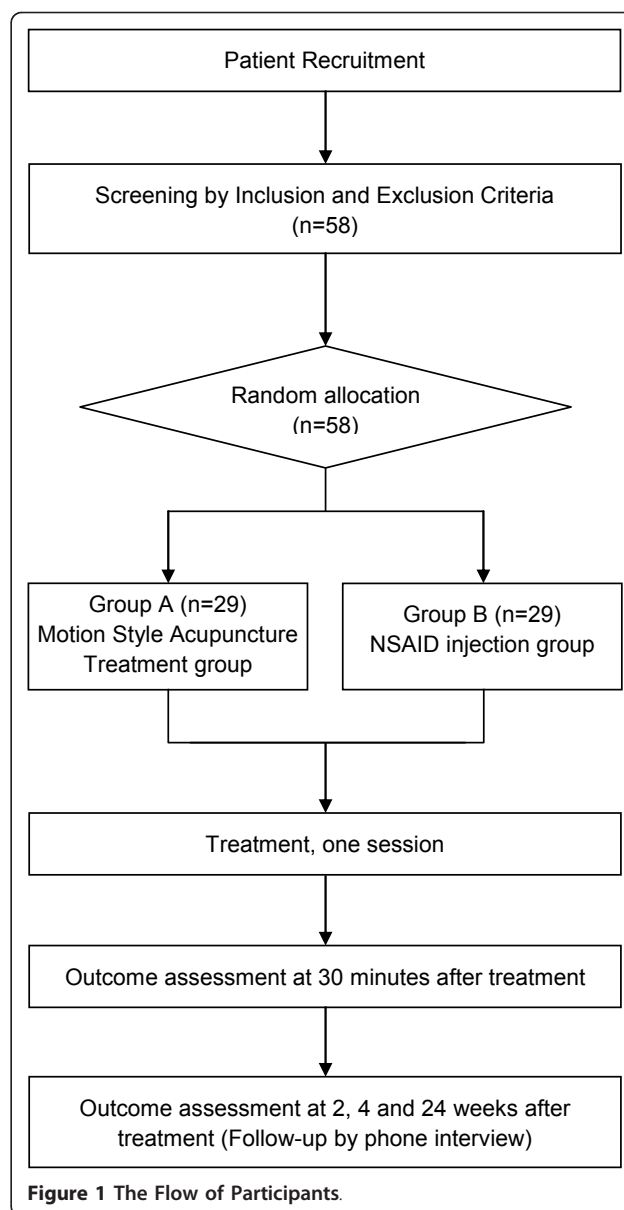 Patient Recruitment
Screening by Inclusion and Exclusion Criteria
(n=58)
Random allocation
(n=58)
Group A (n=29)
Motion Style Acupuncture
Treatment group
Group B (n=29)
NSAID injection group
Treatment, one session
Outcome assessment at 30 minutes after treatment
Outcome assessment at 2, 4 and 24 weeks after
treatment (Follow-up by phone interview)
Figure 1 The Flow of Participants.